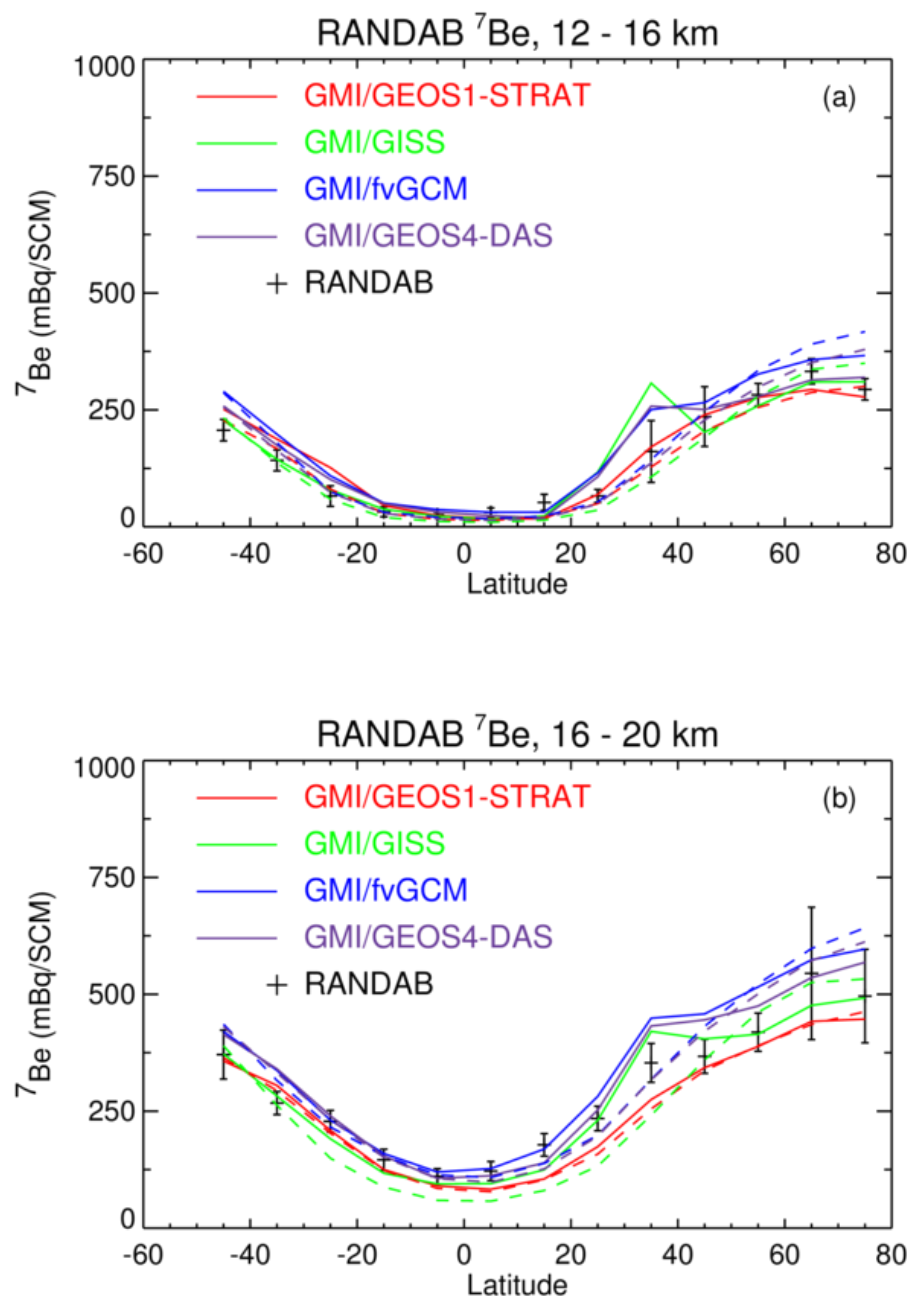 RANDAB ⁷Be, 12 - 16 km
1000
750
500
250
0
⁷Be (mBq/SCM)
GMI/GEOS1-STRAT
GMI/GISS
GMI/fvGCM
GMI/GEOS4-DAS
RANDAB
(a)
-60 -40 -20 0 20 40 60 80
Latitude
RANDAB ⁷Be, 16 - 20 km
1000
750
500
250
0
⁷Be (mBq/SCM)
GMI/GEOS1-STRAT
GMI/GISS
GMI/fvGCM
GMI/GEOS4-DAS
RANDAB
(b)
-60 -40 -20 0 20 40 60 80
Latitude